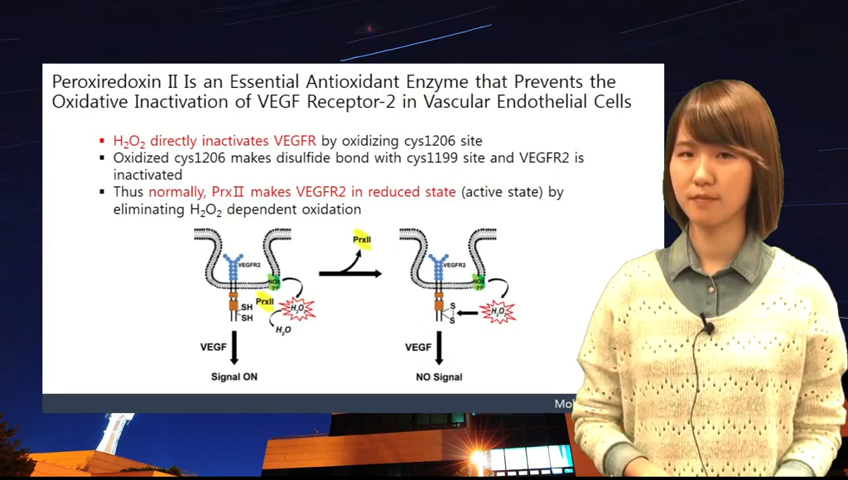 Peroxiredoxin II Is an Essential Antioxidant Enzyme that Prevents the
Oxidative Inactivation of VEGF Receptor-2 in Vascular Endothelial Cells
▪ H₂O₂ directly inactivates VEGFR by oxidizing cys1206 site
▪ Oxidized cys1206 makes disulfide bond with cys1199 site and VEGFR2 is
inactivated
▪ Thus normally, PrxII makes VEGFR2 in reduced state (active state) by
eliminating H₂O₂ dependent oxidation
PrxII
VEGFR2
VEGFR2
PrxII
H₂O₂
SH
SH
H₂O
S
S
H₂O₂
VEGF
VEGF
Signal ON
NO Signal